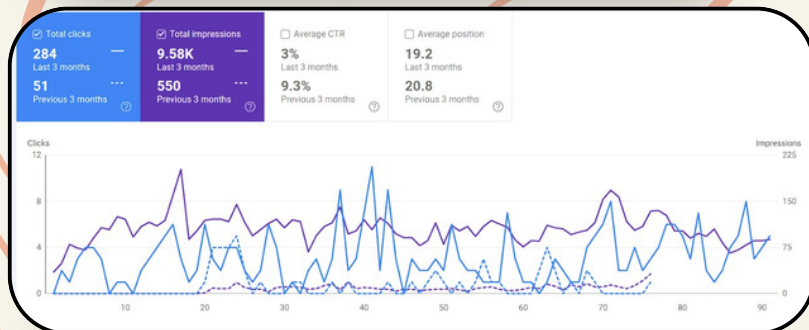 Total clicks
284
Last 3 months
51
Previous 3 months
Total impressions
9.58K
Last 3 months
550
Previous 3 months
Average CTR
3%
Last 3 months
9.3%
Previous 3 months
Average position
19.2
Last 3 months
20.8
Previous 3 months
Clicks
Impressions
12
8
4
0
225
150
75
0
10
20
30
40
50
60
70
80
90